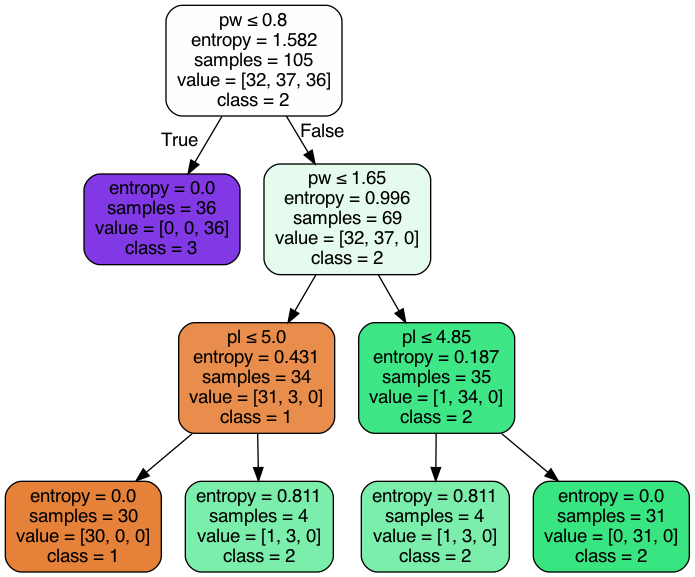 pw ≤ 0.8
entropy = 1.582
samples = 105
value = [32, 37, 36]
class = 2
True
False
entropy = 0.0
samples = 36
value = [0, 0, 36]
class = 3
pw ≤ 1.65
entropy = 0.996
samples = 69
value = [32, 37, 0]
class = 2
pl ≤ 5.0
entropy = 0.431
samples = 34
value = [31, 3, 0]
class = 1
pl ≤ 4.85
entropy = 0.187
samples = 35
value = [1, 34, 0]
class = 2
entropy = 0.0
samples = 30
value = [30, 0, 0]
class = 1
entropy = 0.811
samples = 4
value = [1, 3, 0]
class = 2
entropy = 0.811
samples = 4
value = [1, 3, 0]
class = 2
entropy = 0.0
samples = 31
value = [0, 31, 0]
class = 2